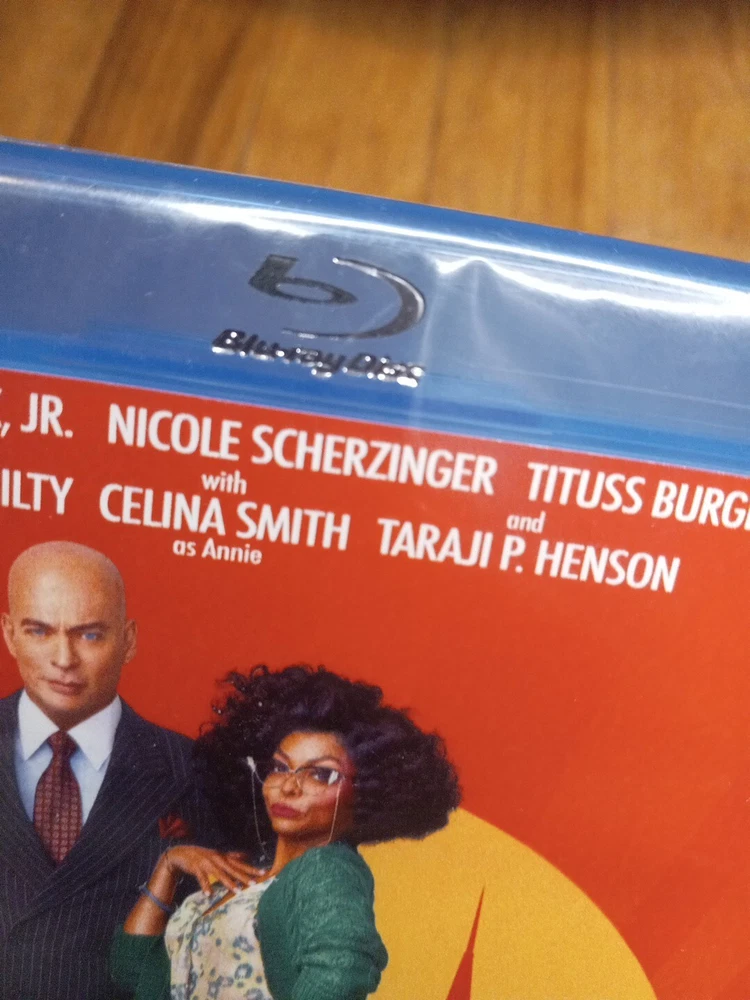 Blu-ray Disc
, JR. NICOLE SCHERZINGER TITUSS BURG
with
ILTY CELINA SMITH and TARAJI P. HENSON
as Annie